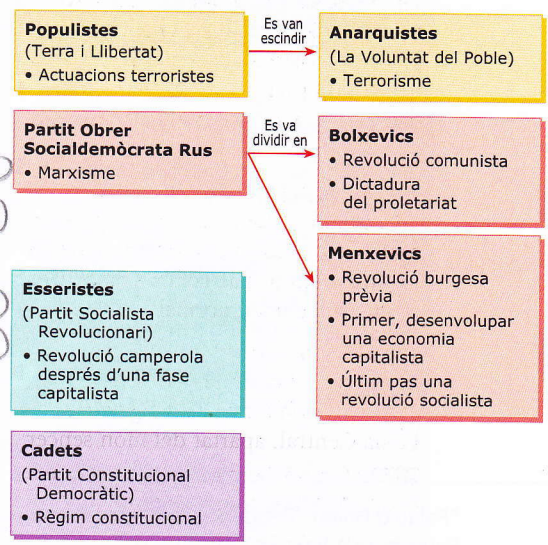 Populistes
(Terra i Llibertat)
• Actuacions terroristes
Es van
escindir
Anarquistes
(La Voluntat del Poble)
• Terrorisme
Partit Obrer
Socialdemòcrata Rus
• Marxisme
Es va
dividir en
Bolxevics
• Revolució comunista
• Dictadura
del proletariat
Menxevics
• Revolució burgesa
prèvia
• Primer, desenvolupar
una economia
capitalista
• Últim pas una
revolució socialista
Esseristes
(Partit Socialista
Revolucionari)
• Revolució camperola
després d'una fase
capitalista
Cadets
(Partit Constitucional
Democràtic)
• Règim constitucional